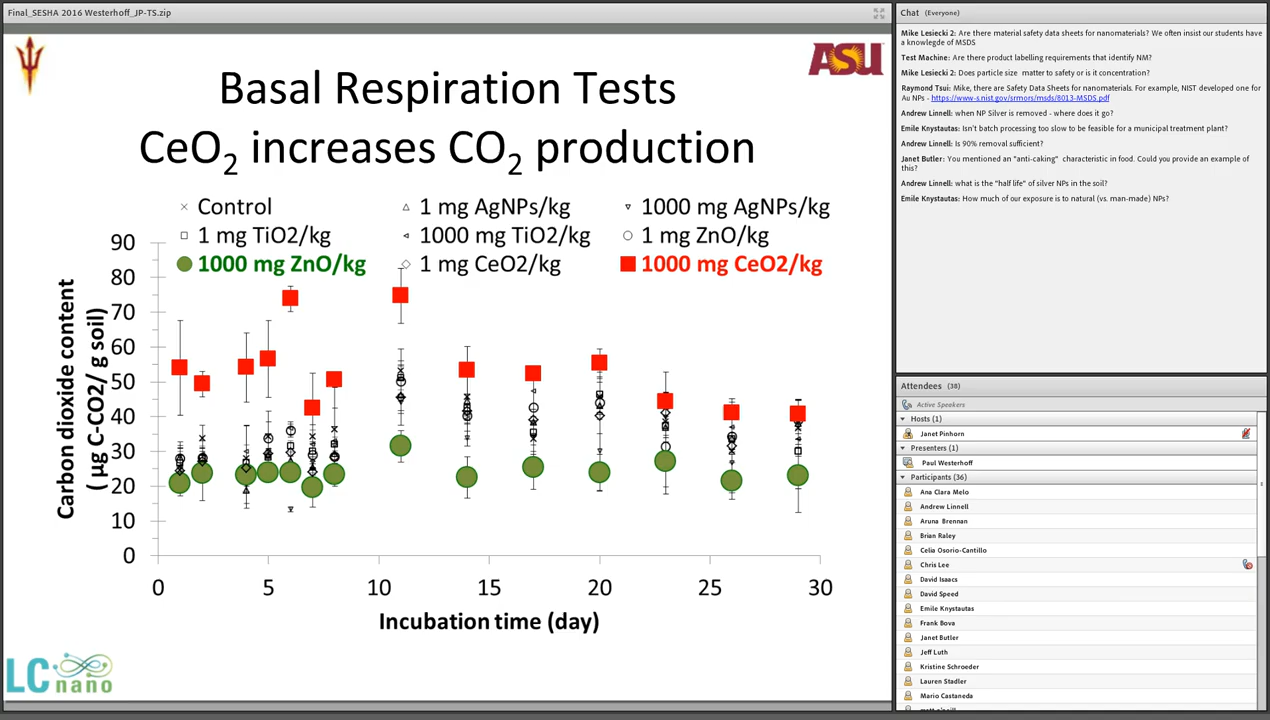 Final_SESHA 2016 Westerhoff_JP-TS.zip
ASU
Basal Respiration Tests
CeO2 increases CO2 production
Control
1 mg AgNPs/kg
1000 mg AgNPs/kg
1 mg TiO2/kg
1000 mg TiO2/kg
1 mg ZnO/kg
1000 mg ZnO/kg
1 mg CeO2/kg
1000 mg CeO2/kg
Carbon dioxide content
( µg C-CO2/ g soil)
90
80
70
60
50
40
30
20
10
0
0 5 10 15 20 25 30
Incubation time (day)
LC
nano
Chat (Everyone)
Mike Lesiecki 2: Are there material safety data sheets for nanomaterials? We often insist our students have
a knowlegde of MSDS
Test Machine: Are there product labelling requirements that identify NM?
Mike Lesiecki 2: Does particle size matter to safety or is it concentration?
Raymond Tsui: Mike, there are Safety Data Sheets for nanomaterials. For example, NIST developed one for
Au NPs - https://www-s.nist.gov/srmors/msds/8013-MSDS.pdf
Andrew Linnell: when NP Silver is removed - where does it go?
Emile Knystautas: Isn't batch processing too slow to be feasible for a municipal treatment plant?
Andrew Linnell: Is 90% removal sufficient?
Janet Butler: You mentioned an "anti-caking" characteristic in food. Could you provide an example of
this?
Andrew Linnell: what is the "half life" of silver NPs in the soil?
Emile Knystautas: How much of our exposure is to natural (vs. man-made) NPs?
Attendees (38)
Active Speakers
Hosts (1)
Janet Pinhorn
Presenters (1)
Paul Westerhoff
Participants (36)
Ana Clara Melo
Andrew Linnell
Aruna Brennan
Brian Raley
Celia Osorio-Cantillo
Chris Lee
David Isaacs
David Speed
Emile Knystautas
Frank Bova
Janet Butler
Jeff Luth
Kristine Schroeder
Lauren Stadler
Mario Castaneda